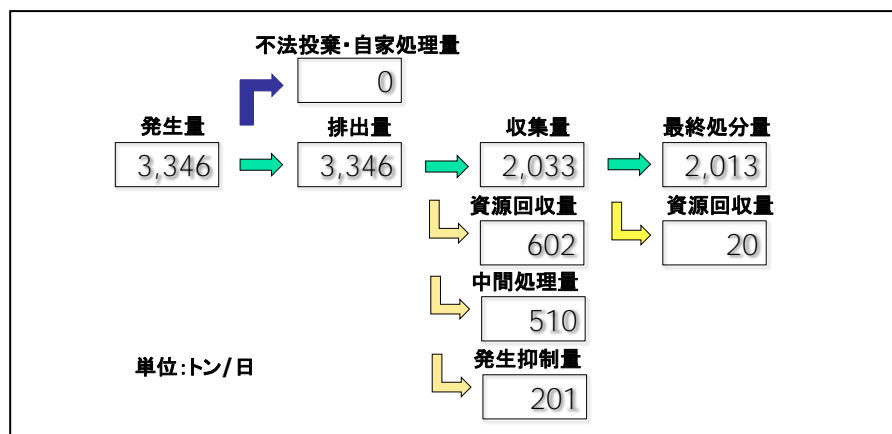 不法投棄・自家処理量
0
発生量
排出量
収集量
最終処分量
3,346
3,346
2,033
2,013
資源回収量
資源回収量
602
20
中間処理量
510
単位:トン/日
発生抑制量
201